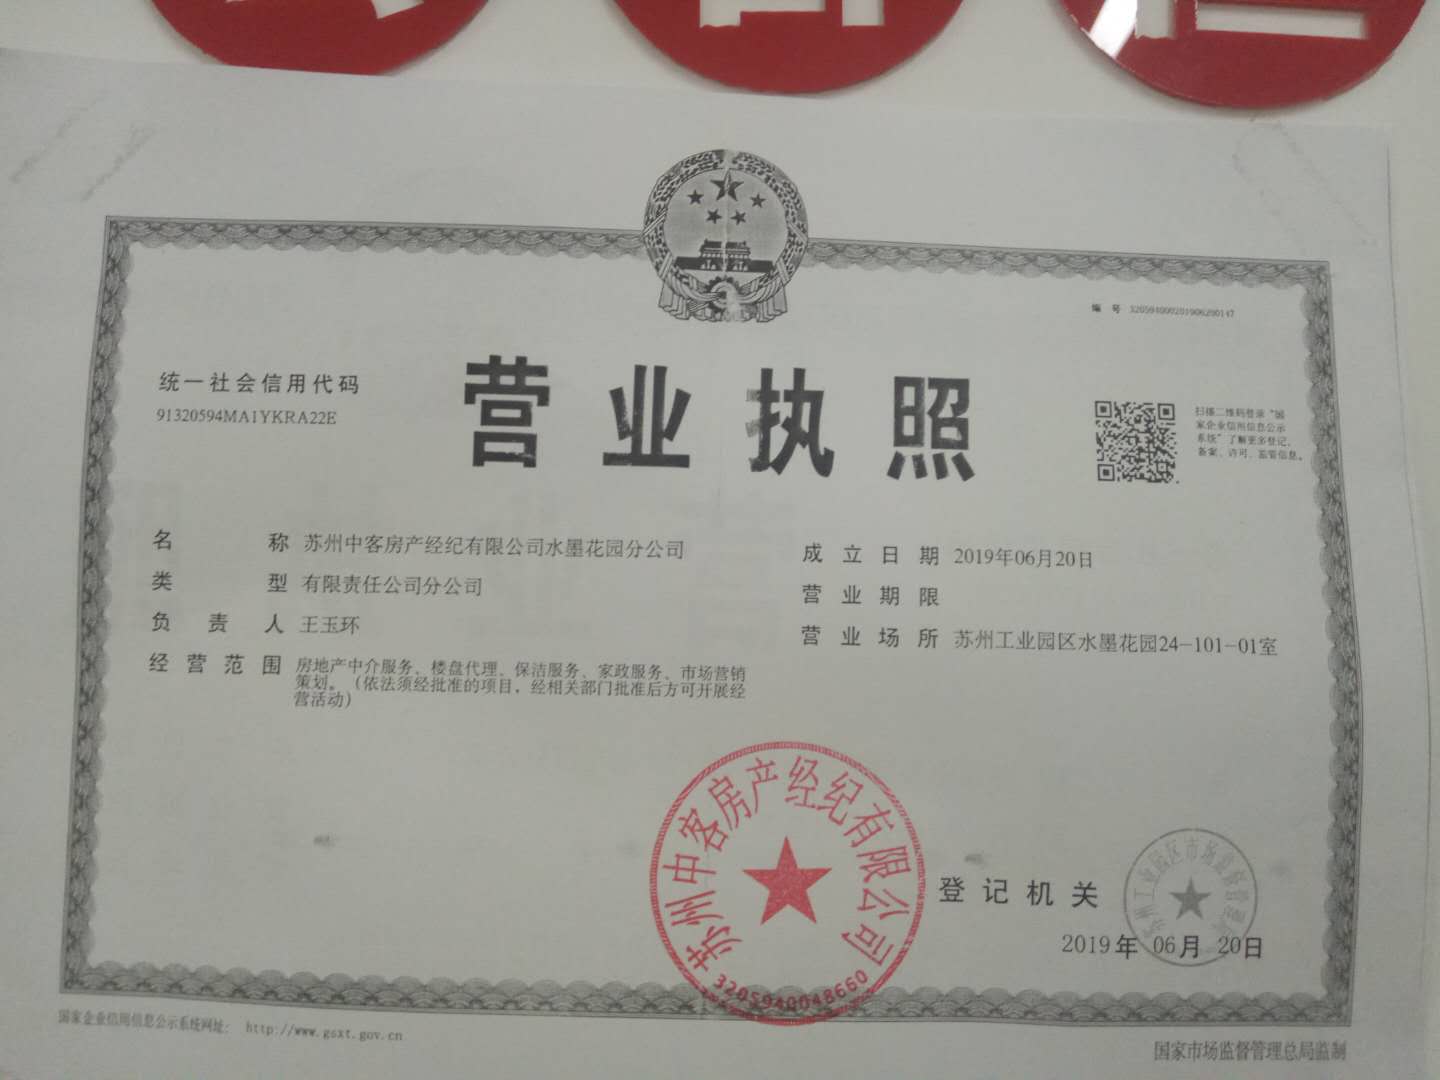 编 号 320594000201906200147
统一社会信用代码
91320594MA1YKRA22E
营业执照
扫描二维码登录“国
家企业信用信息公示
系统”了解更多登记、
备案、许可、监管信息。
名 称 苏州中客房产经纪有限公司水墨花园分公司
类 型 有限责任公司分公司
负 责 人 王玉环
经 营 范 围 房地产中介服务、楼盘代理、保洁服务、家政服务、市场营销
策划。（依法须经批准的项目，经相关部门批准后方可开展经
营活动）
成 立 日 期 2019年06月20日
营 业 期 限
营 业 场 所 苏州工业园区水墨花园24-101-01室
苏州中客房产经纪有限公司
3205940048660
登 记 机 关
2019年 06月 20日
国家企业信用信息公示系统网址： http://www.gsxt.gov.cn
国家市场监督管理总局监制